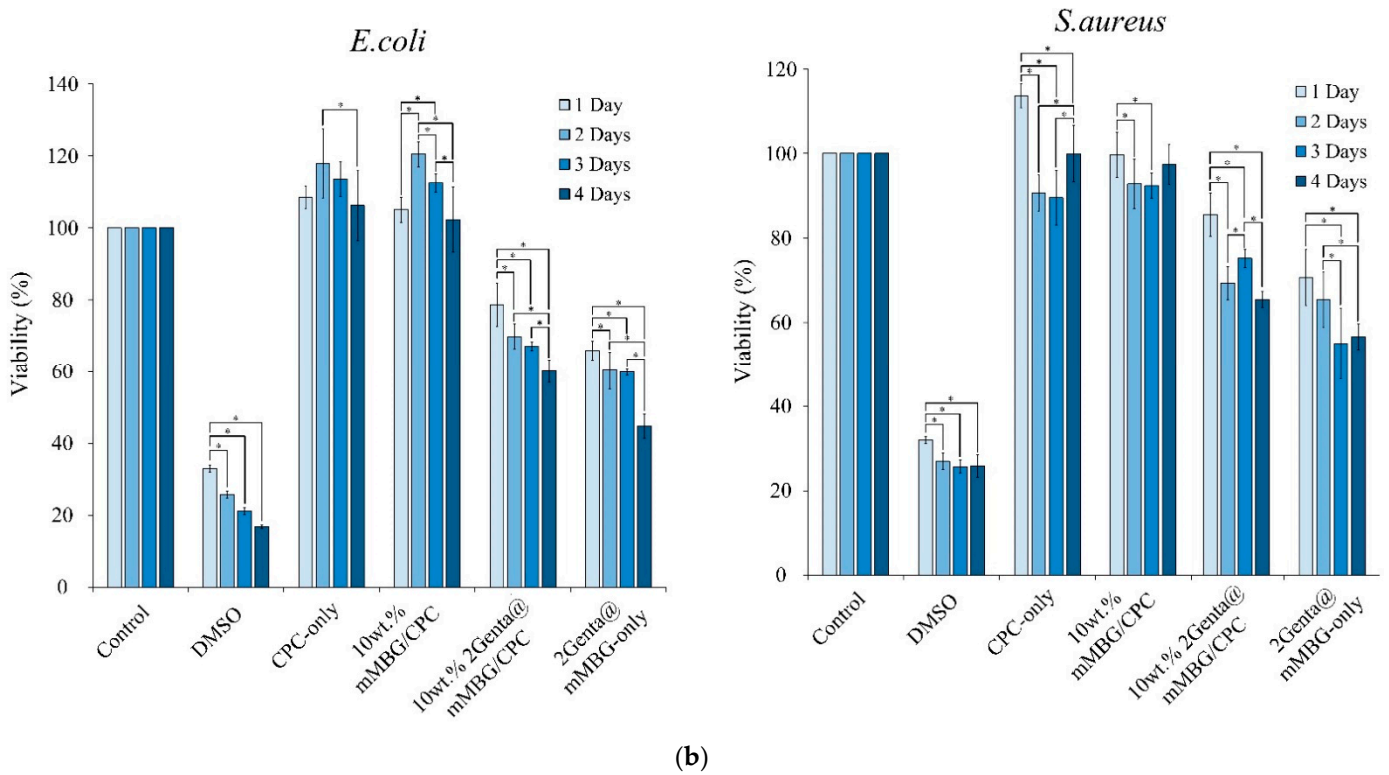 E.coli
140
120
100
80
60
40
20
0
Viability (%)
1 Day
2 Days
3 Days
4 Days
* * * * * * * * * * * * * * * * * * * *
Control
DMSO
CPC-only
10wt.%
mMBG/CPC
10wt.% 2Genta@
mMBG/CPC
2Genta@
mMBG-only
S.aureus
120
100
80
60
40
20
0
Viability (%)
1 Day
2 Days
3 Days
4 Days
* * * * * * * * * * * * * * * * * * * *
Control
DMSO
CPC-only
10wt.%
mMBG/CPC
10wt.% 2Genta@
mMBG/CPC
2Genta@
mMBG-only
(b)